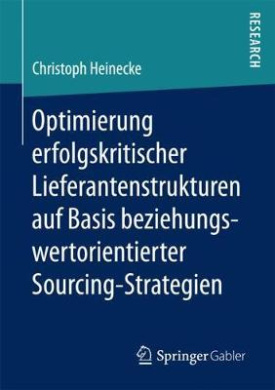 RESEARCH
Christoph Heinecke
Optimierung
erfolgskritischer
Lieferantenstrukturen
auf Basis beziehungs-
wertorientierter
Sourcing-Strategien
Springer Gabler